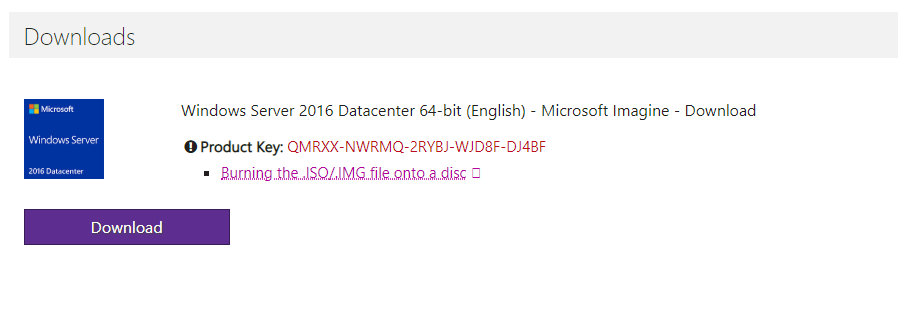 Downloads
Microsoft
Windows Server
2016 Datacenter
Windows Server 2016 Datacenter 64-bit (English) - Microsoft Imagine - Download
Product Key: QMRXX-NWRMQ-2RYBJ-WJD8F-DJ4BF
Burning the .ISO/.IMG file onto a disc
Download